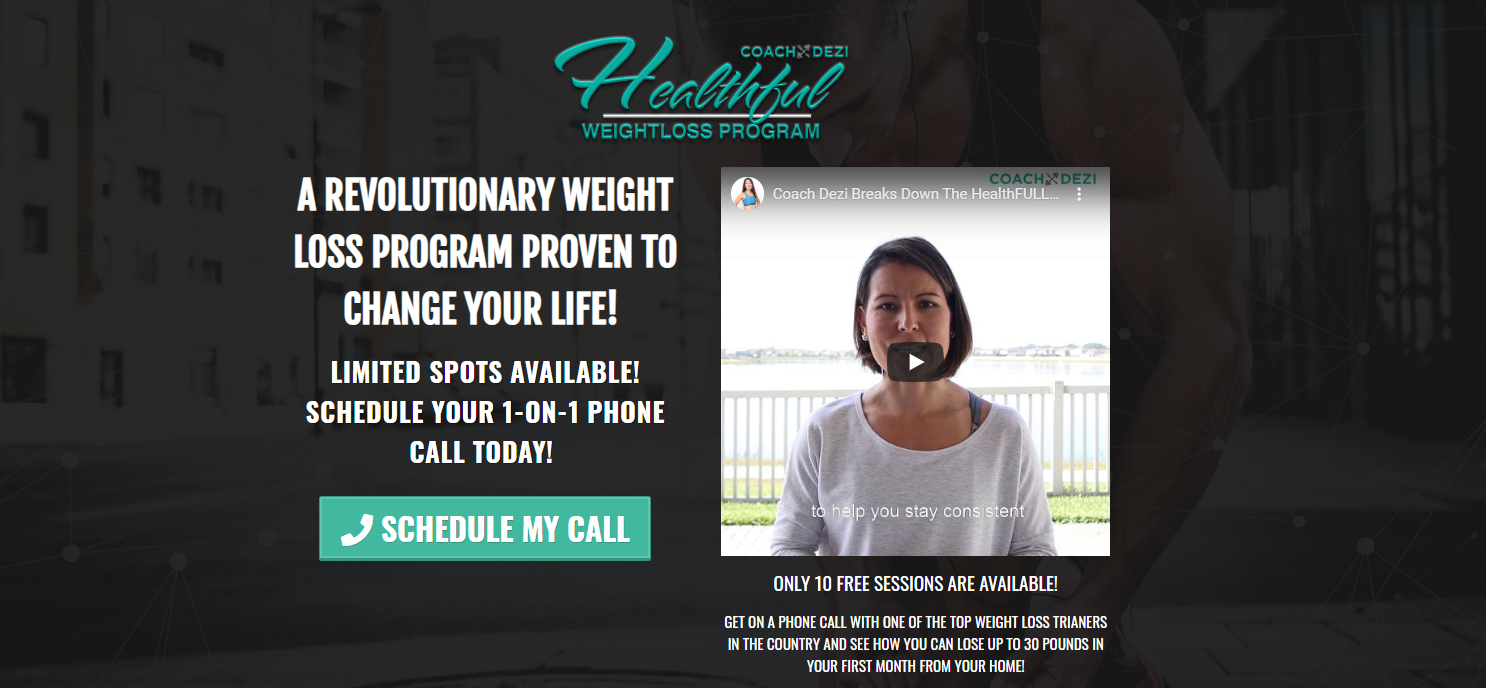 COACH DEZI
Healthful
WEIGHTLOSS PROGRAM
A REVOLUTIONARY WEIGHT
LOSS PROGRAM PROVEN TO
CHANGE YOUR LIFE!
LIMITED SPOTS AVAILABLE!
SCHEDULE YOUR 1-ON-1 PHONE
CALL TODAY!
SCHEDULE MY CALL
COACH DEZI
Coach Dezi Breaks Down The HealthFULL...
to help you stay consistent
ONLY 10 FREE SESSIONS ARE AVAILABLE!
GET ON A PHONE CALL WITH ONE OF THE TOP WEIGHT LOSS TRIANERS
IN THE COUNTRY AND SEE HOW YOU CAN LOSE UP TO 30 POUNDS IN
YOUR FIRST MONTH FROM YOUR HOME!